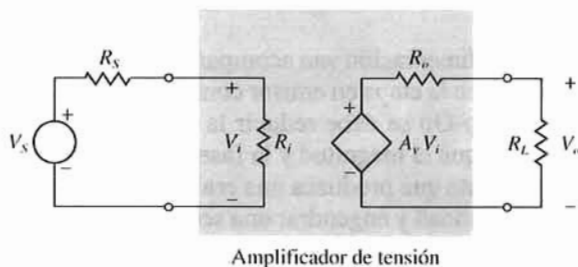 R_S R_o
+ + + +
V_S V_i R_i A_v V_i R_L V_o
− − − −
Amplificador de tensión